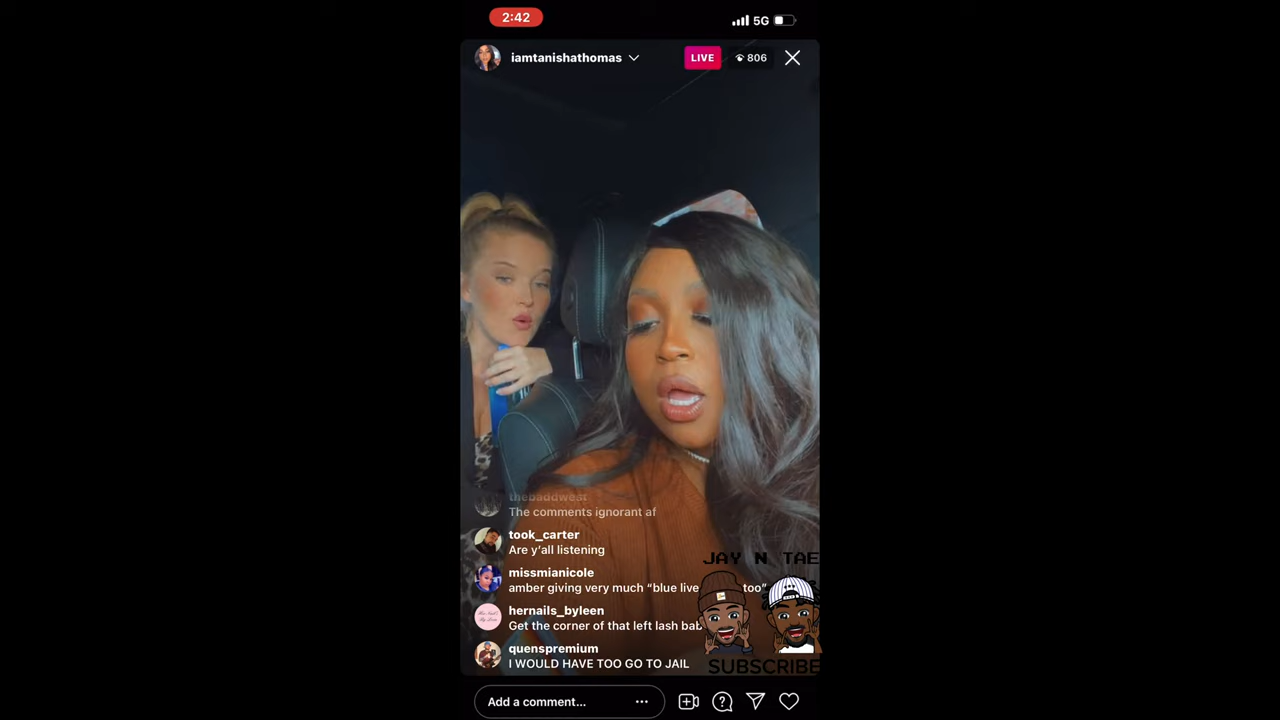 2:42
5G
iamtanishathomas
LIVE
806
thebaddwest
The comments ignorant af
took_carter
Are y'all listening
missmianicole
amber giving very much “blue live too”
hernails_byleen
Get the corner of that left lash bab
quenspremium
I WOULD HAVE TOO GO TO JAIL
JAY N TAE
SUBSCRIBE
Add a comment...